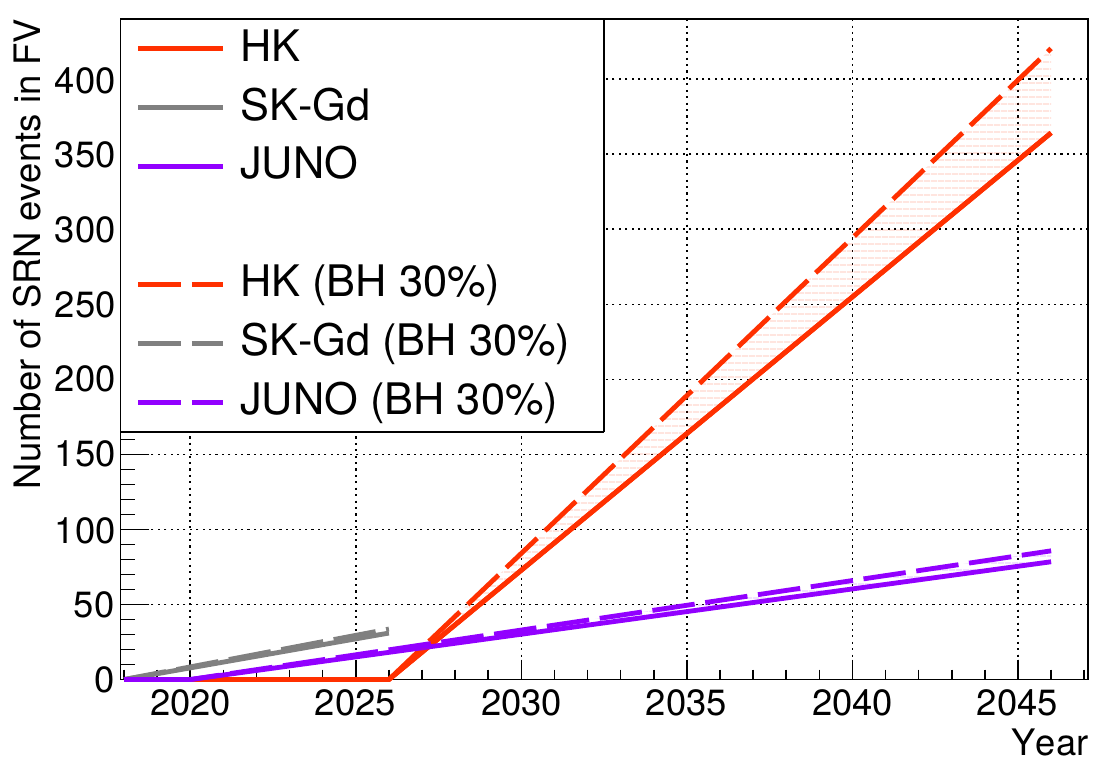 Number of SRN events in FV
HK
SK-Gd
JUNO
HK (BH 30%)
SK-Gd (BH 30%)
JUNO (BH 30%)
400
350
300
250
200
150
100
50
0
2020 2025 2030 2035 2040 2045
Year